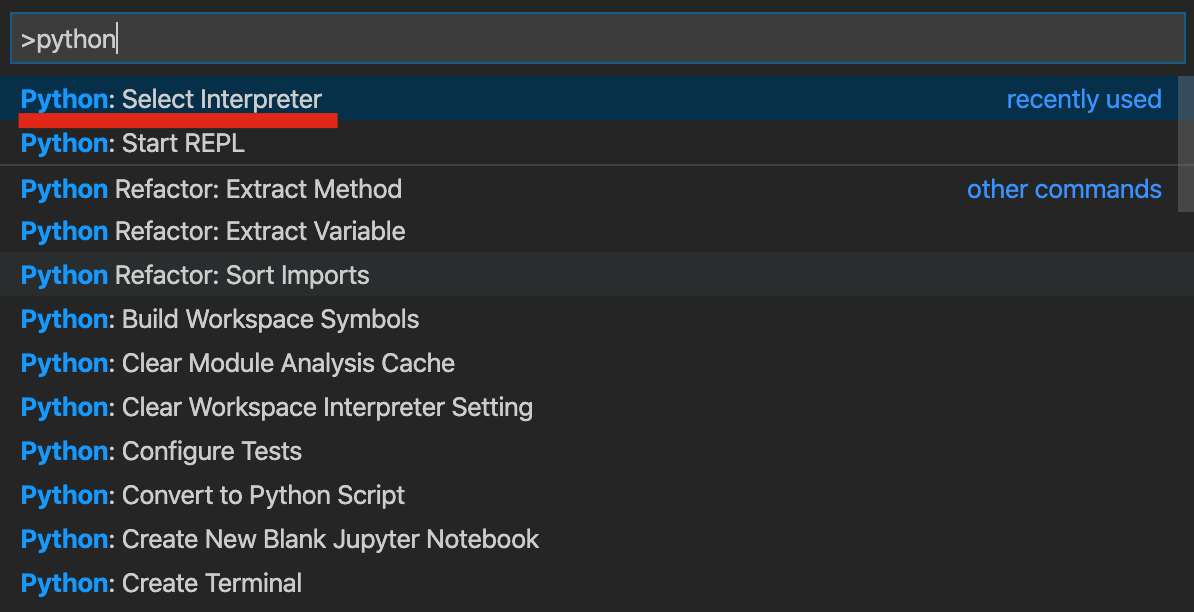 >python
Python: Select Interpreter recently used
Python: Start REPL
Python Refactor: Extract Method other commands
Python Refactor: Extract Variable
Python Refactor: Sort Imports
Python: Build Workspace Symbols
Python: Clear Module Analysis Cache
Python: Clear Workspace Interpreter Setting
Python: Configure Tests
Python: Convert to Python Script
Python: Create New Blank Jupyter Notebook
Python: Create Terminal